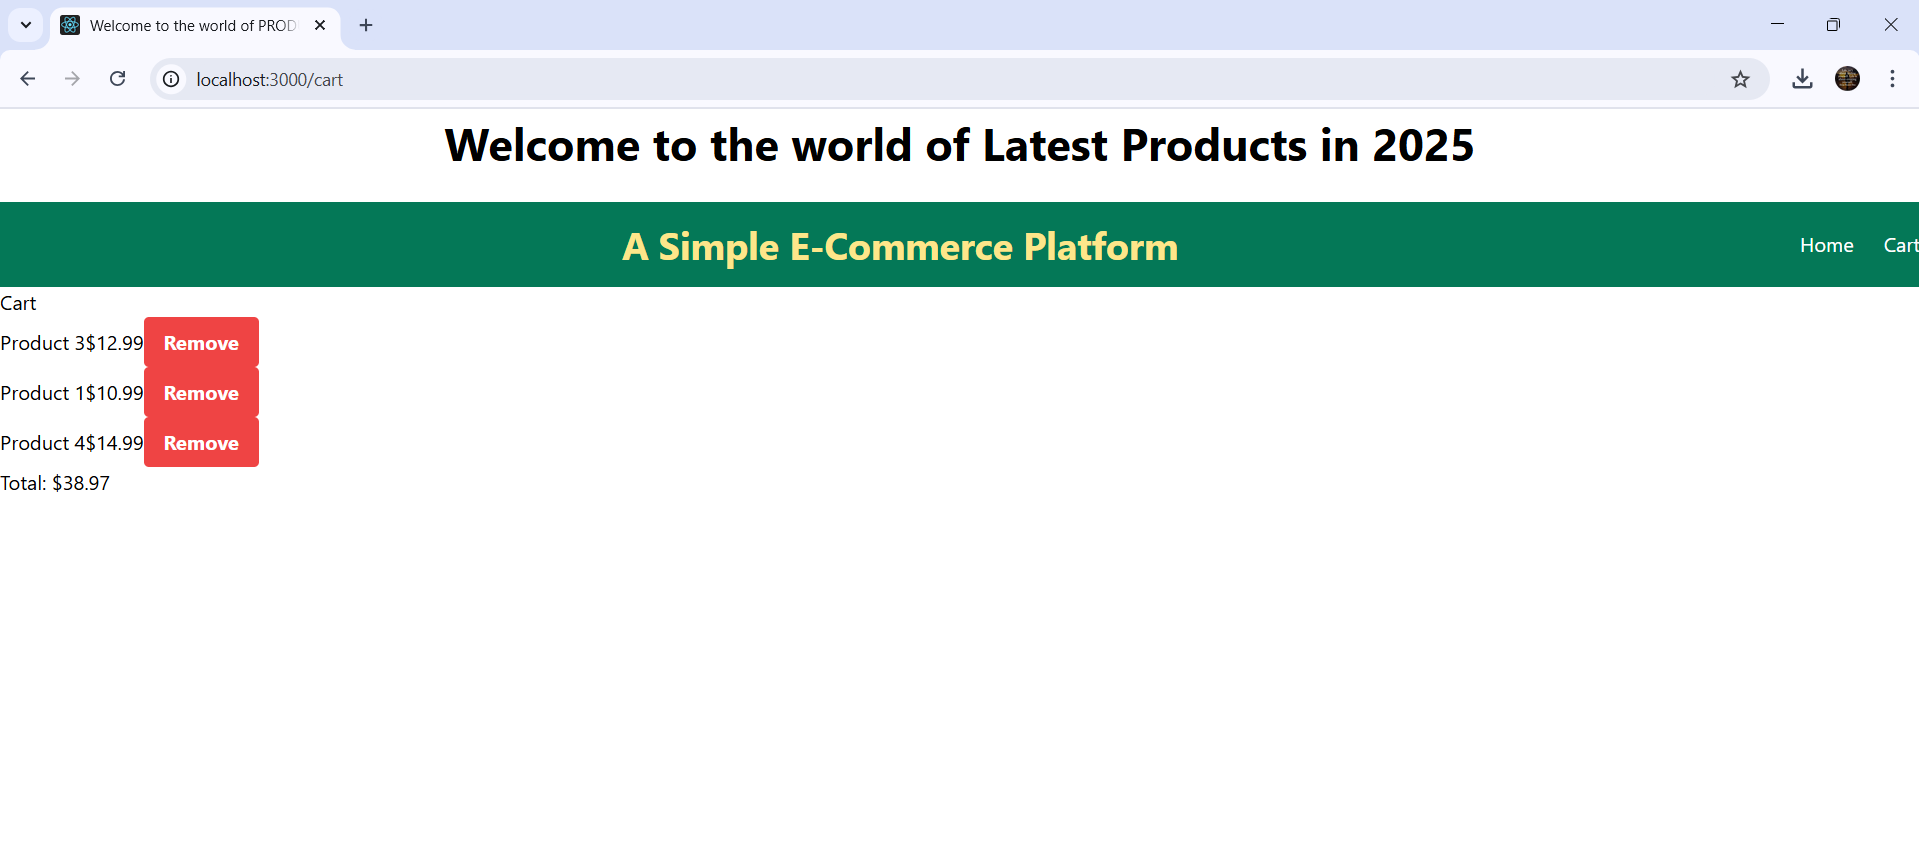 Welcome to the world of PROD
localhost:3000/cart
Welcome to the world of Latest Products in 2025
A Simple E-Commerce Platform
Home Cart
Cart
Product 3$12.99 Remove
Product 1$10.99 Remove
Product 4$14.99 Remove
Total: $38.97